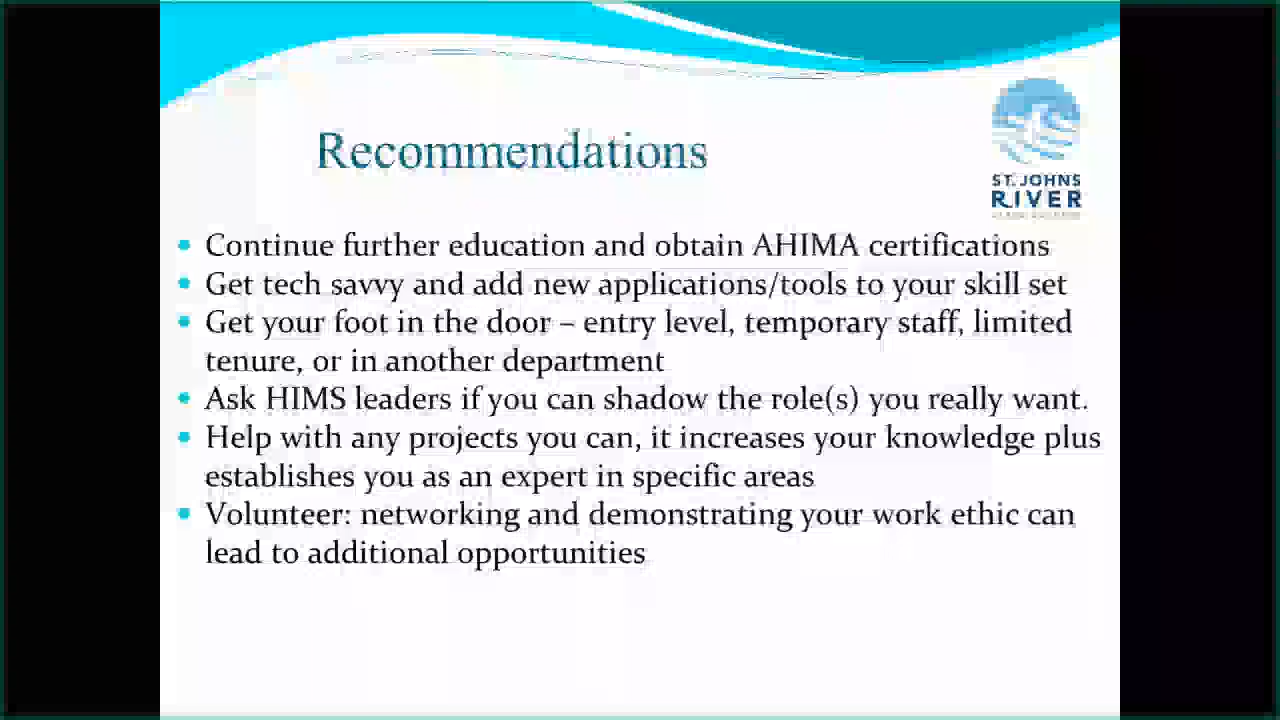 Recommendations
ST. JOHNS
RIVER
Continue further education and obtain AHIMA certifications
Get tech savvy and add new applications/tools to your skill set
Get your foot in the door – entry level, temporary staff, limited
tenure, or in another department
Ask HIMS leaders if you can shadow the role(s) you really want.
Help with any projects you can, it increases your knowledge plus
establishes you as an expert in specific areas
Volunteer: networking and demonstrating your work ethic can
lead to additional opportunities